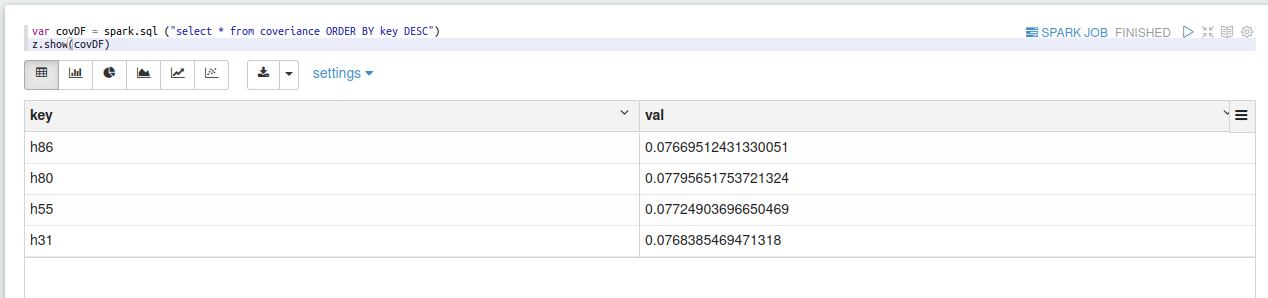 var covDF = spark.sql ("select * from coveriance ORDER BY key DESC")
SPARK JOB FINISHED
z.show(covDF)
settings
key val
h86 0.07669512431330051
h80 0.07795651753721324
h55 0.07724903696650469
h31 0.0768385469471318